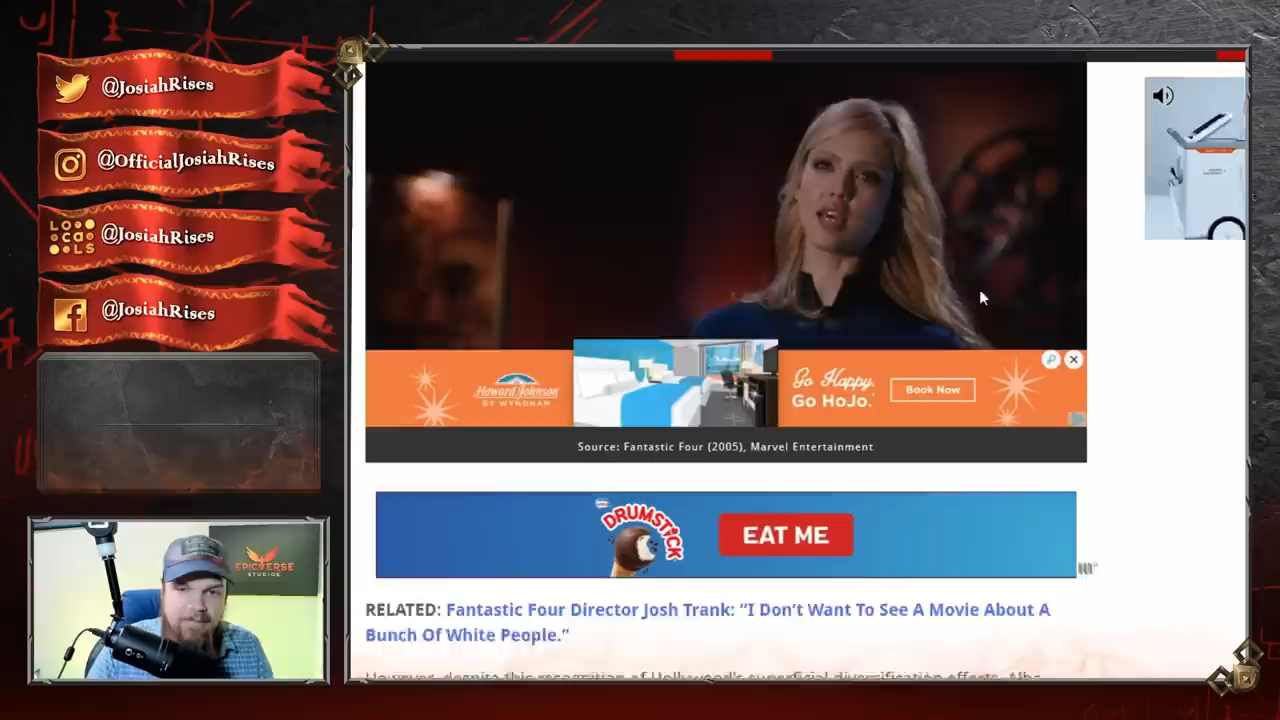 @JosiahRises
@OfficialJosiahRises
LOCALS
@JosiahRises
@JosiahRises
EPICVERSE
STUDIOS
Howard Johnson
BY WYNDHAM
Go Happy.
GO HOJO.
Book Now
Source: Fantastic Four (2005), Marvel Entertainment
DRUMSTICK
EAT ME
RELATED: Fantastic Four Director Josh Trank: “I Don’t Want To See A Movie About A
Bunch Of White People.”